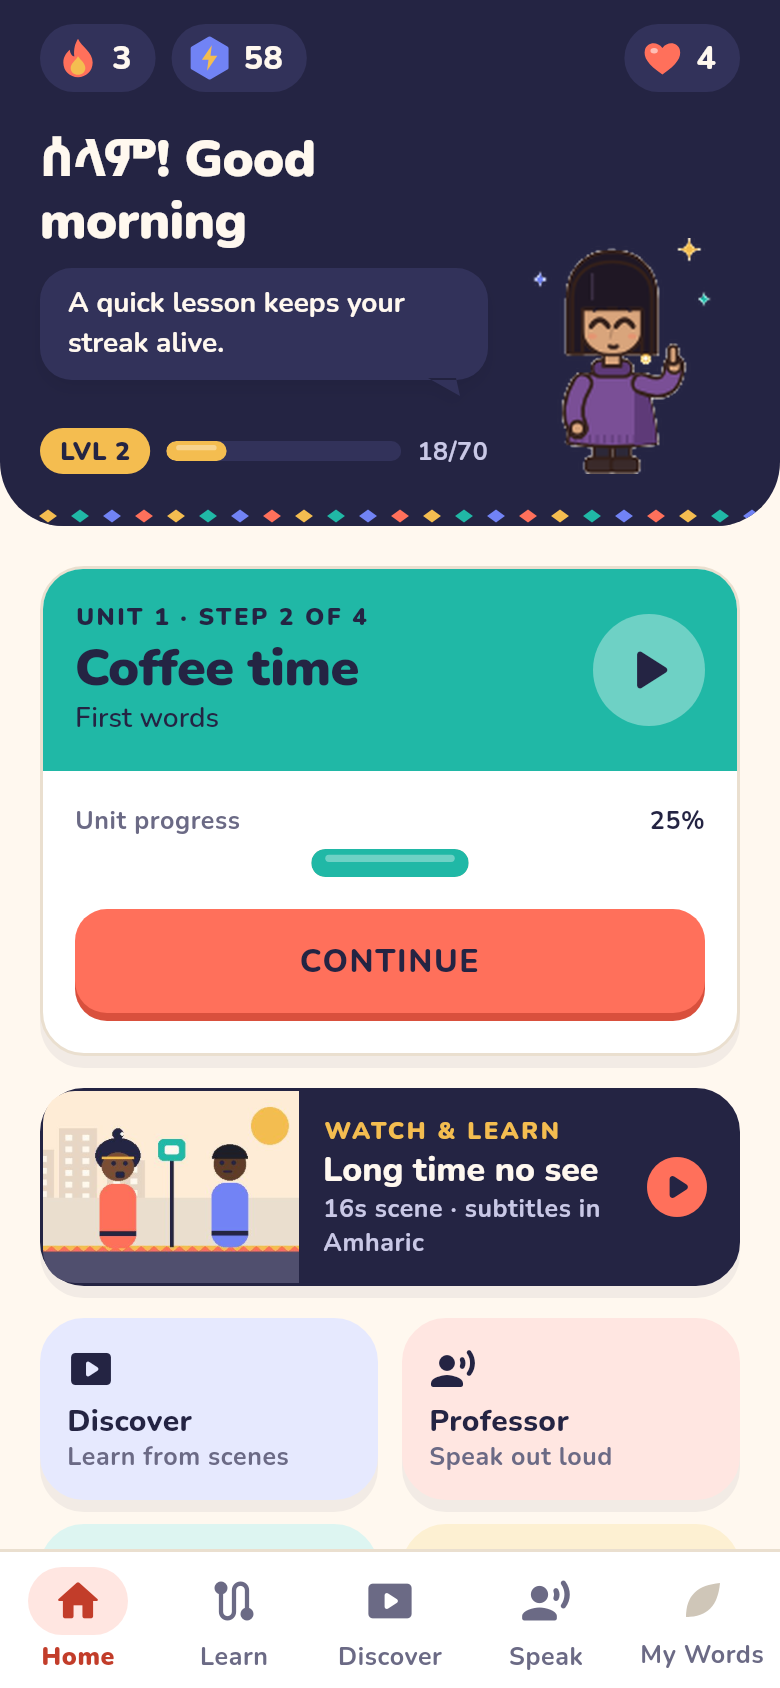 3
58
4
ሰላም! Good
morning
A quick lesson keeps your
streak alive.
LVL 2
18/70
UNIT 1 · STEP 2 OF 4
Coffee time
First words
Unit progress
25%
CONTINUE
WATCH & LEARN
Long time no see
16s scene · subtitles in
Amharic
Discover
Learn from scenes
Professor
Speak out loud
Home
Learn
Discover
Speak
My Words